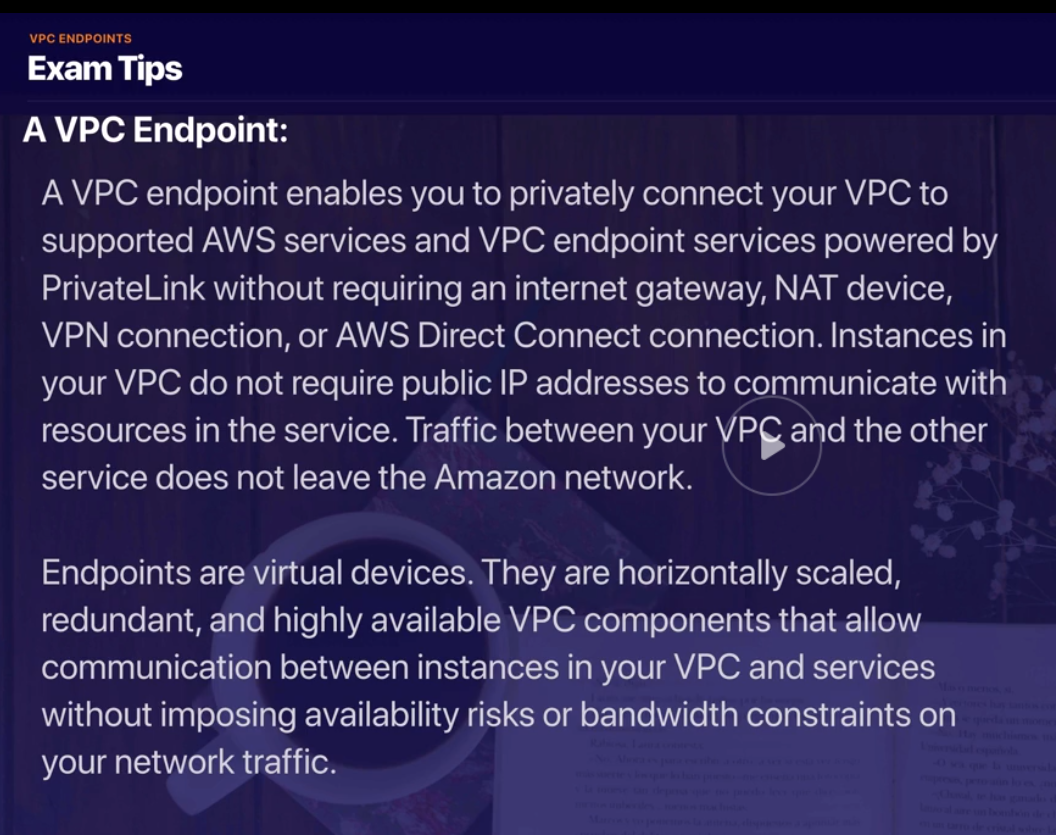 VPC ENDPOINTS
Exam Tips
A VPC Endpoint:
A VPC endpoint enables you to privately connect your VPC to
supported AWS services and VPC endpoint services powered by
PrivateLink without requiring an internet gateway, NAT device,
VPN connection, or AWS Direct Connect connection. Instances in
your VPC do not require public IP addresses to communicate with
resources in the service. Traffic between your VPC and the other
service does not leave the Amazon network.
Endpoints are virtual devices. They are horizontally scaled,
redundant, and highly available VPC components that allow
communication between instances in your VPC and services
without imposing availability risks or bandwidth constraints on
your network traffic.